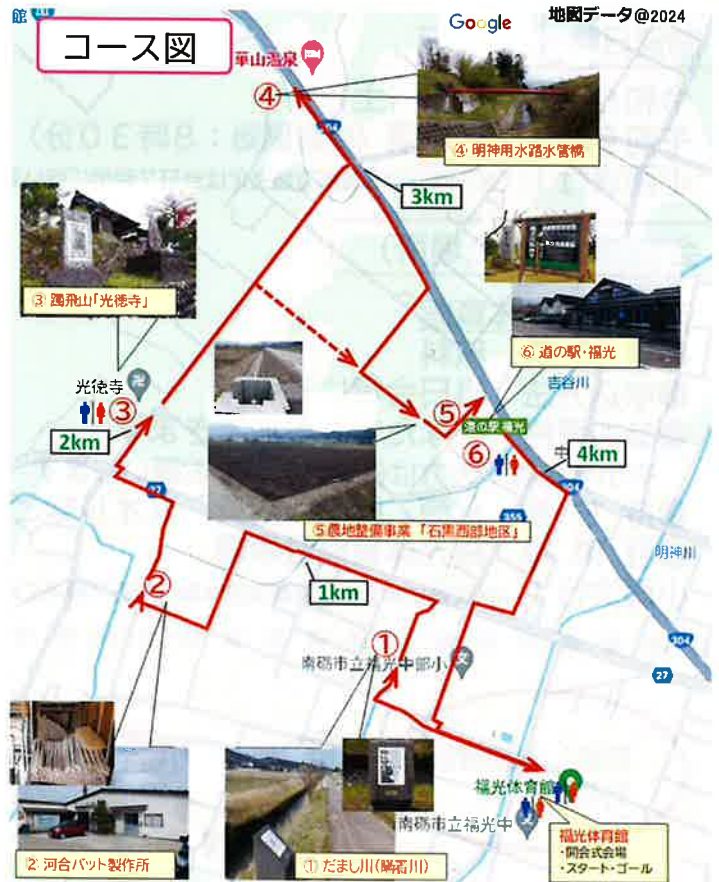 館
コース図
Google
地図データ@2024
華山温泉
④
304
④ 明神用水路水管橋
3km
③ 躅飛山「光徳寺」
⑥ 道の駅・福光
吉谷川
光徳寺
卍
③
2km
⑤
道の駅 福光
⑥
4km
27
304
355
⑤ 農地整備事業 「石黒西部地区」
明神川
②
1km
①
南砺市立福光中部小
文
304
27
福光体育館
南砺市立福光中
② 河合バット製作所
① だまし川
福光体育館
・開会式会場
・スタート・ゴール